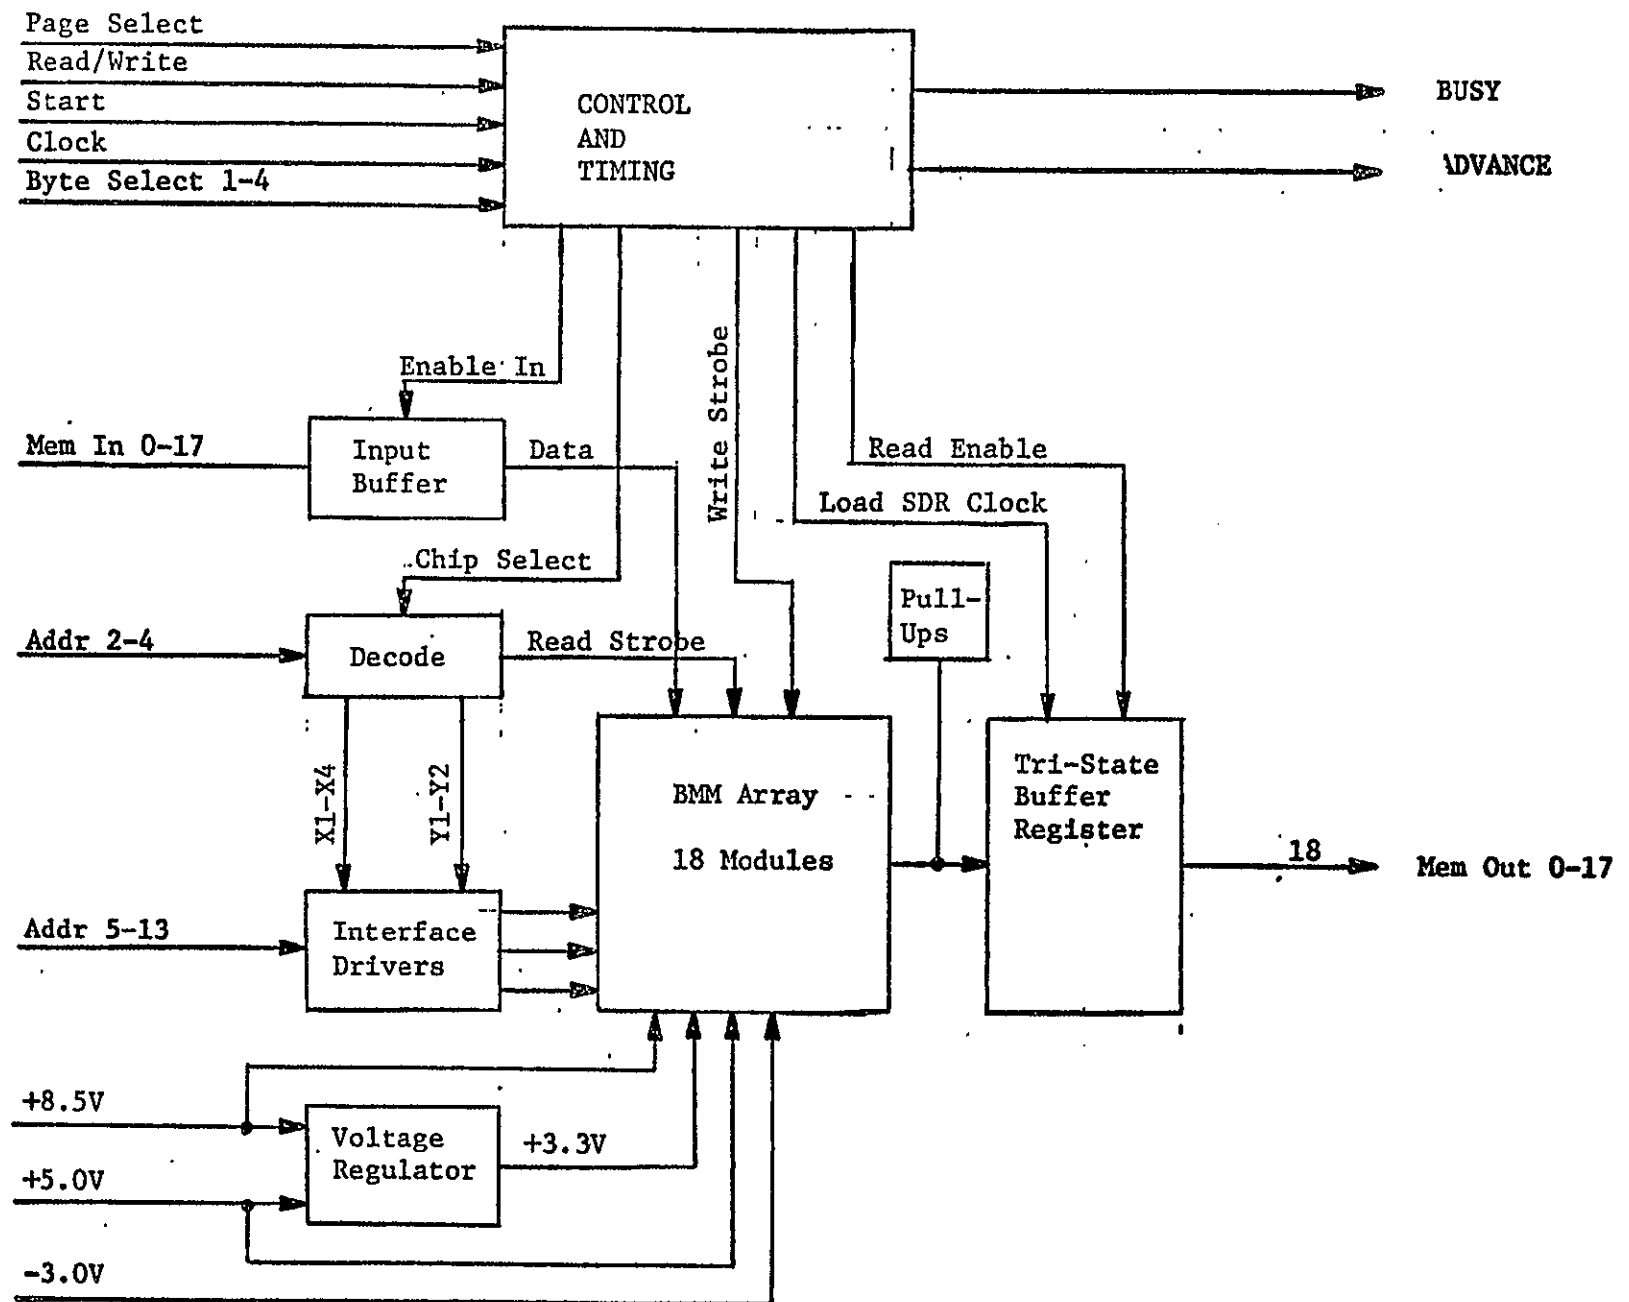 Page Select
Read/Write
Start
Clock
Byte Select 1-4
CONTROL
AND
TIMING
BUSY
ADVANCE
Enable In
Mem In 0-17
Input
Buffer
Data
Write Strobe
Read Enable
Load SDR Clock
Chip Select
Pull-
Ups
Addr 2-4
Decode
Read Strobe
X1-X4
Y1-Y2
BMM Array
18 Modules
Tri-State
Buffer
Register
18
Mem Out 0-17
Addr 5-13
Interface
Drivers
+8.5V
Voltage
Regulator
+3.3V
+5.0V
-3.0V